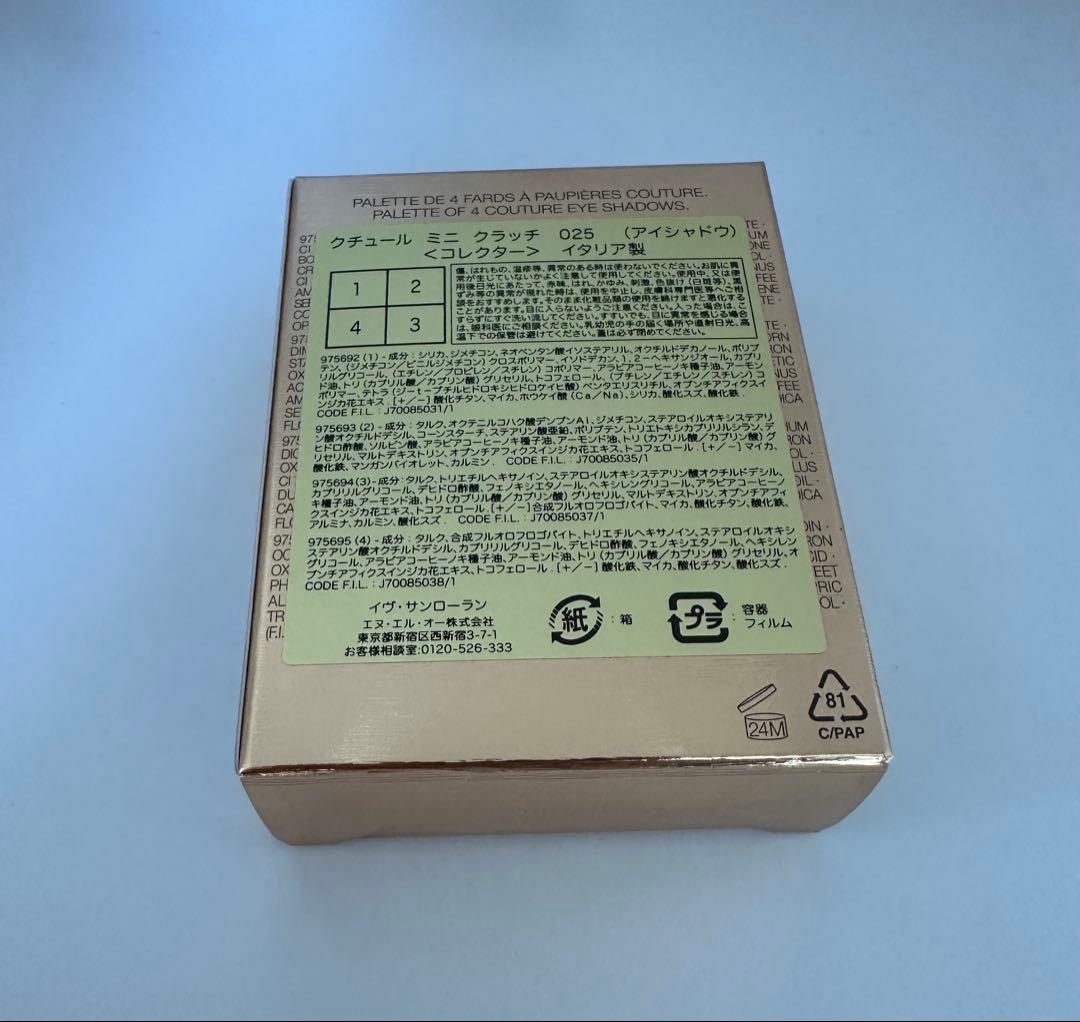 PALETTE DE 4 FARDS À PAUPIÈRES COUTURE.
PALETTE OF 4 COUTURE EYE SHADOWS.
クチュール ミニ クラッチ 025 (アイシャドウ)
<コレクター> イタリア製
1 2
4 3
傷、はれもの、湿疹等、異常のある時は使わないでください。お肌に異
常が生じていないかよく注意して使用してください。使用中、又は使
用後日光にあたって、赤味、はれ、かゆみ、刺激、色抜け(白斑等)、黒
ずみ等の異常が現れた時は、使用を中止し、皮膚科専門医等へご相
談をおすすめします。そのまま化粧品類の使用を続けますと悪化する
ことがあります。目に入らないようご注意ください。入った場合は、こ
すらずにすぐ洗い流してください。すすいでも、目に異常を感じる場合
は、眼科医にご相談ください。乳幼児の手の届く場所や直射日光、高
温下での保管は避けてください。蓋は必ず閉めてください。
975692 (1) - 成分 : シリカ、ジメチコン、ネオペンタン酸イソステアリル、オクチルドデカノール、ポリブ
テン、(ジメチコン/ビニルジメチコン) クロスポリマー、イソドデカン、1,2-ヘキサンジオール、カプリ
リルグリコール、(エチレン/プロピレン/スチレン) コポリマー、アラビアコーヒーノキ種子油、アーモン
ド油、トリ (カプリル酸/カプリン酸) グリセリル、トコフェロール、(ブチレン/エチレン/スチレン) コ
ポリマー、テトラ (ジ-t-ブチルヒドロキシヒドロケイヒ酸) ペンタエリスリチル、オプンチアフィクスイ
ンジカ花エキス . [+/-] 酸化チタン、マイカ、ホウケイ酸 (Ca/Na)、シリカ、酸化スズ、酸化鉄 .
CODE F.I.L. : J70085031/1
975693 (2) - 成分 : タルク、オクテニルコハク酸デンプンAl、ジメチコン、ステアロイルオキシステアリ
ン酸オクチルドデシル、コーンスターチ、ステアリン酸亜鉛、ポリブテン、トリエトキシカプリリルシラン、デ
ヒドロ酢酸、ソルビン酸、アラビアコーヒーノキ種子油、アーモンド油、トリ (カプリル酸/カプリン酸) グ
リセリル、マルトデキストリン、オプンチアフィクスインジカ花エキス、トコフェロール . [+/-] マイカ、
酸化鉄、マンガンバイオレット、カルミン . CODE F.I.L. : J70085035/1
975694 (3) - 成分 : タルク、トリエチルヘキサノイン、ステアロイルオキシステアリン酸オクチルドデシル、
カプリリルグリコール、デヒドロ酢酸、フェノキシエタノール、ヘキシレングリコール、アラビアコーヒーノ
キ種子油、アーモンド油、トリ (カプリル酸/カプリン酸) グリセリル、マルトデキストリン、オプンチアフィ
クスインジカ花エキス、トコフェロール . [+/-] 合成フルオロフロゴパイト、マイカ、酸化チタン、酸化鉄、
アルミナ、カルミン、酸化スズ . CODE F.I.L. : J70085037/1
975695 (4) - 成分 : タルク、合成フルオロフロゴパイト、トリエチルヘキサノイン、ステアロイルオキシ
ステアリン酸オクチルドデシル、カプリリルグリコール、デヒドロ酢酸、フェノキシエタノール、ヘキシレン
グリコール、アラビアコーヒーノキ種子油、アーモンド油、トリ (カプリル酸/カプリン酸) グリセリル、オ
プンチアフィクスインジカ花エキス、トコフェロール . [+/-] 酸化鉄、マイカ、酸化チタン、酸化スズ .
CODE F.I.L. : J70085038/1
イヴ・サンローラン
エヌ・エル・オー株式会社
東京都新宿区西新宿3-7-1
お客様相談室:0120-526-333
紙 : 箱
プラ : 容器
フィルム
24M
81
C/PAP